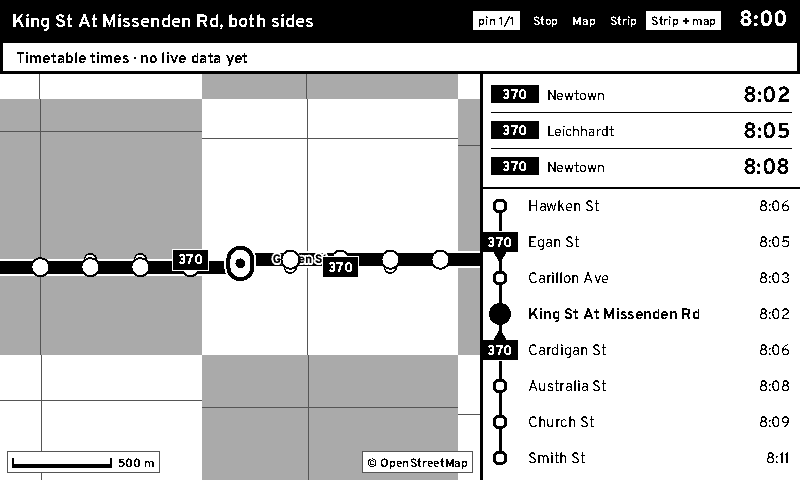 King St At Missenden Rd, both sides
pin 1/1 Stop Map Strip Strip + map 8:00
Timetable times · no live data yet
370 Newtown 8:02
370 Leichhardt 8:05
370 Newtown 8:08
Hawken St 8:06
370 Egan St 8:05
Carillon Ave 8:03
King St At Missenden Rd 8:02
370 Cardigan St 8:06
Australia St 8:08
Church St 8:09
Smith St 8:11
370
370
500 m
© OpenStreetMap